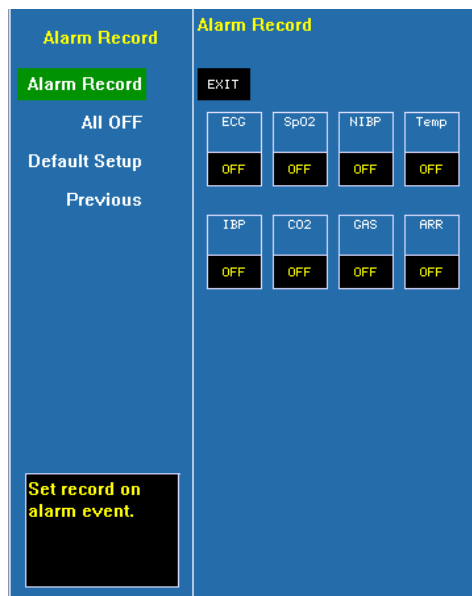 Alarm Record
Alarm Record
All OFF
Default Setup
Previous
Set record on
alarm event.
Alarm Record
EXIT
ECG SpO2 NIBP Temp
OFF OFF OFF OFF
IBP CO2 GAS ARR
OFF OFF OFF OFF